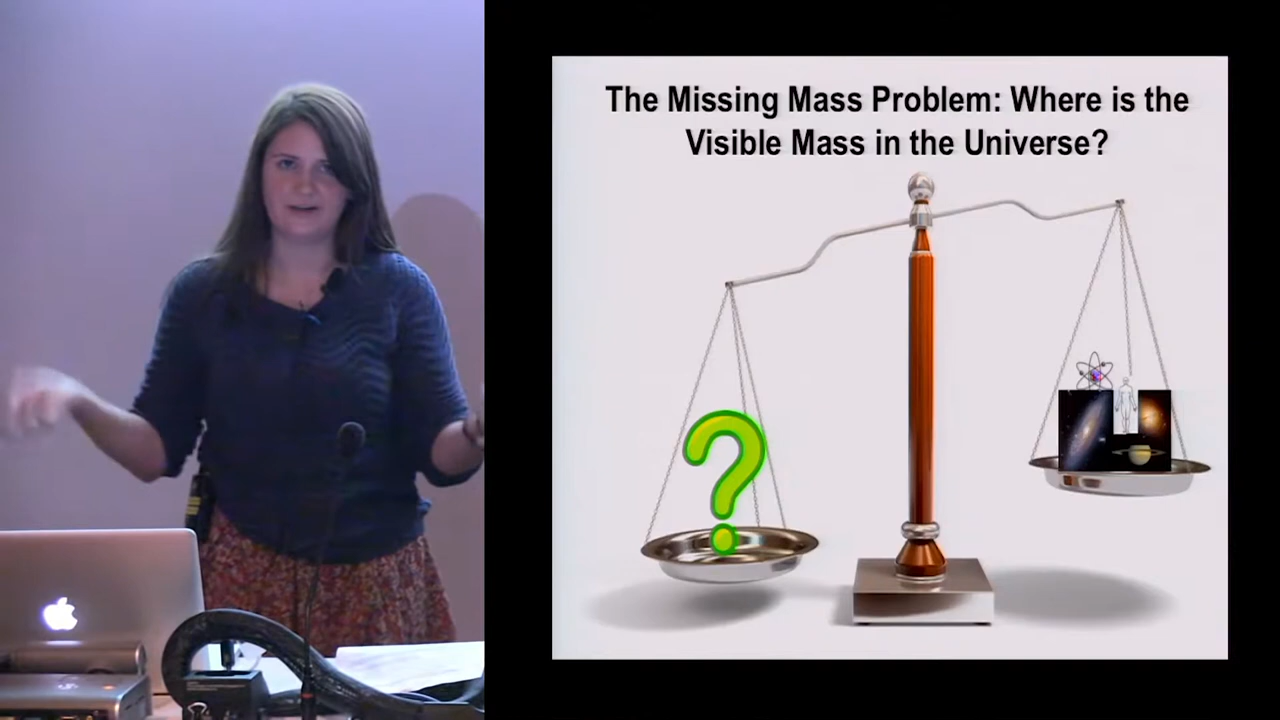 The Missing Mass Problem: Where is the
Visible Mass in the Universe?
?